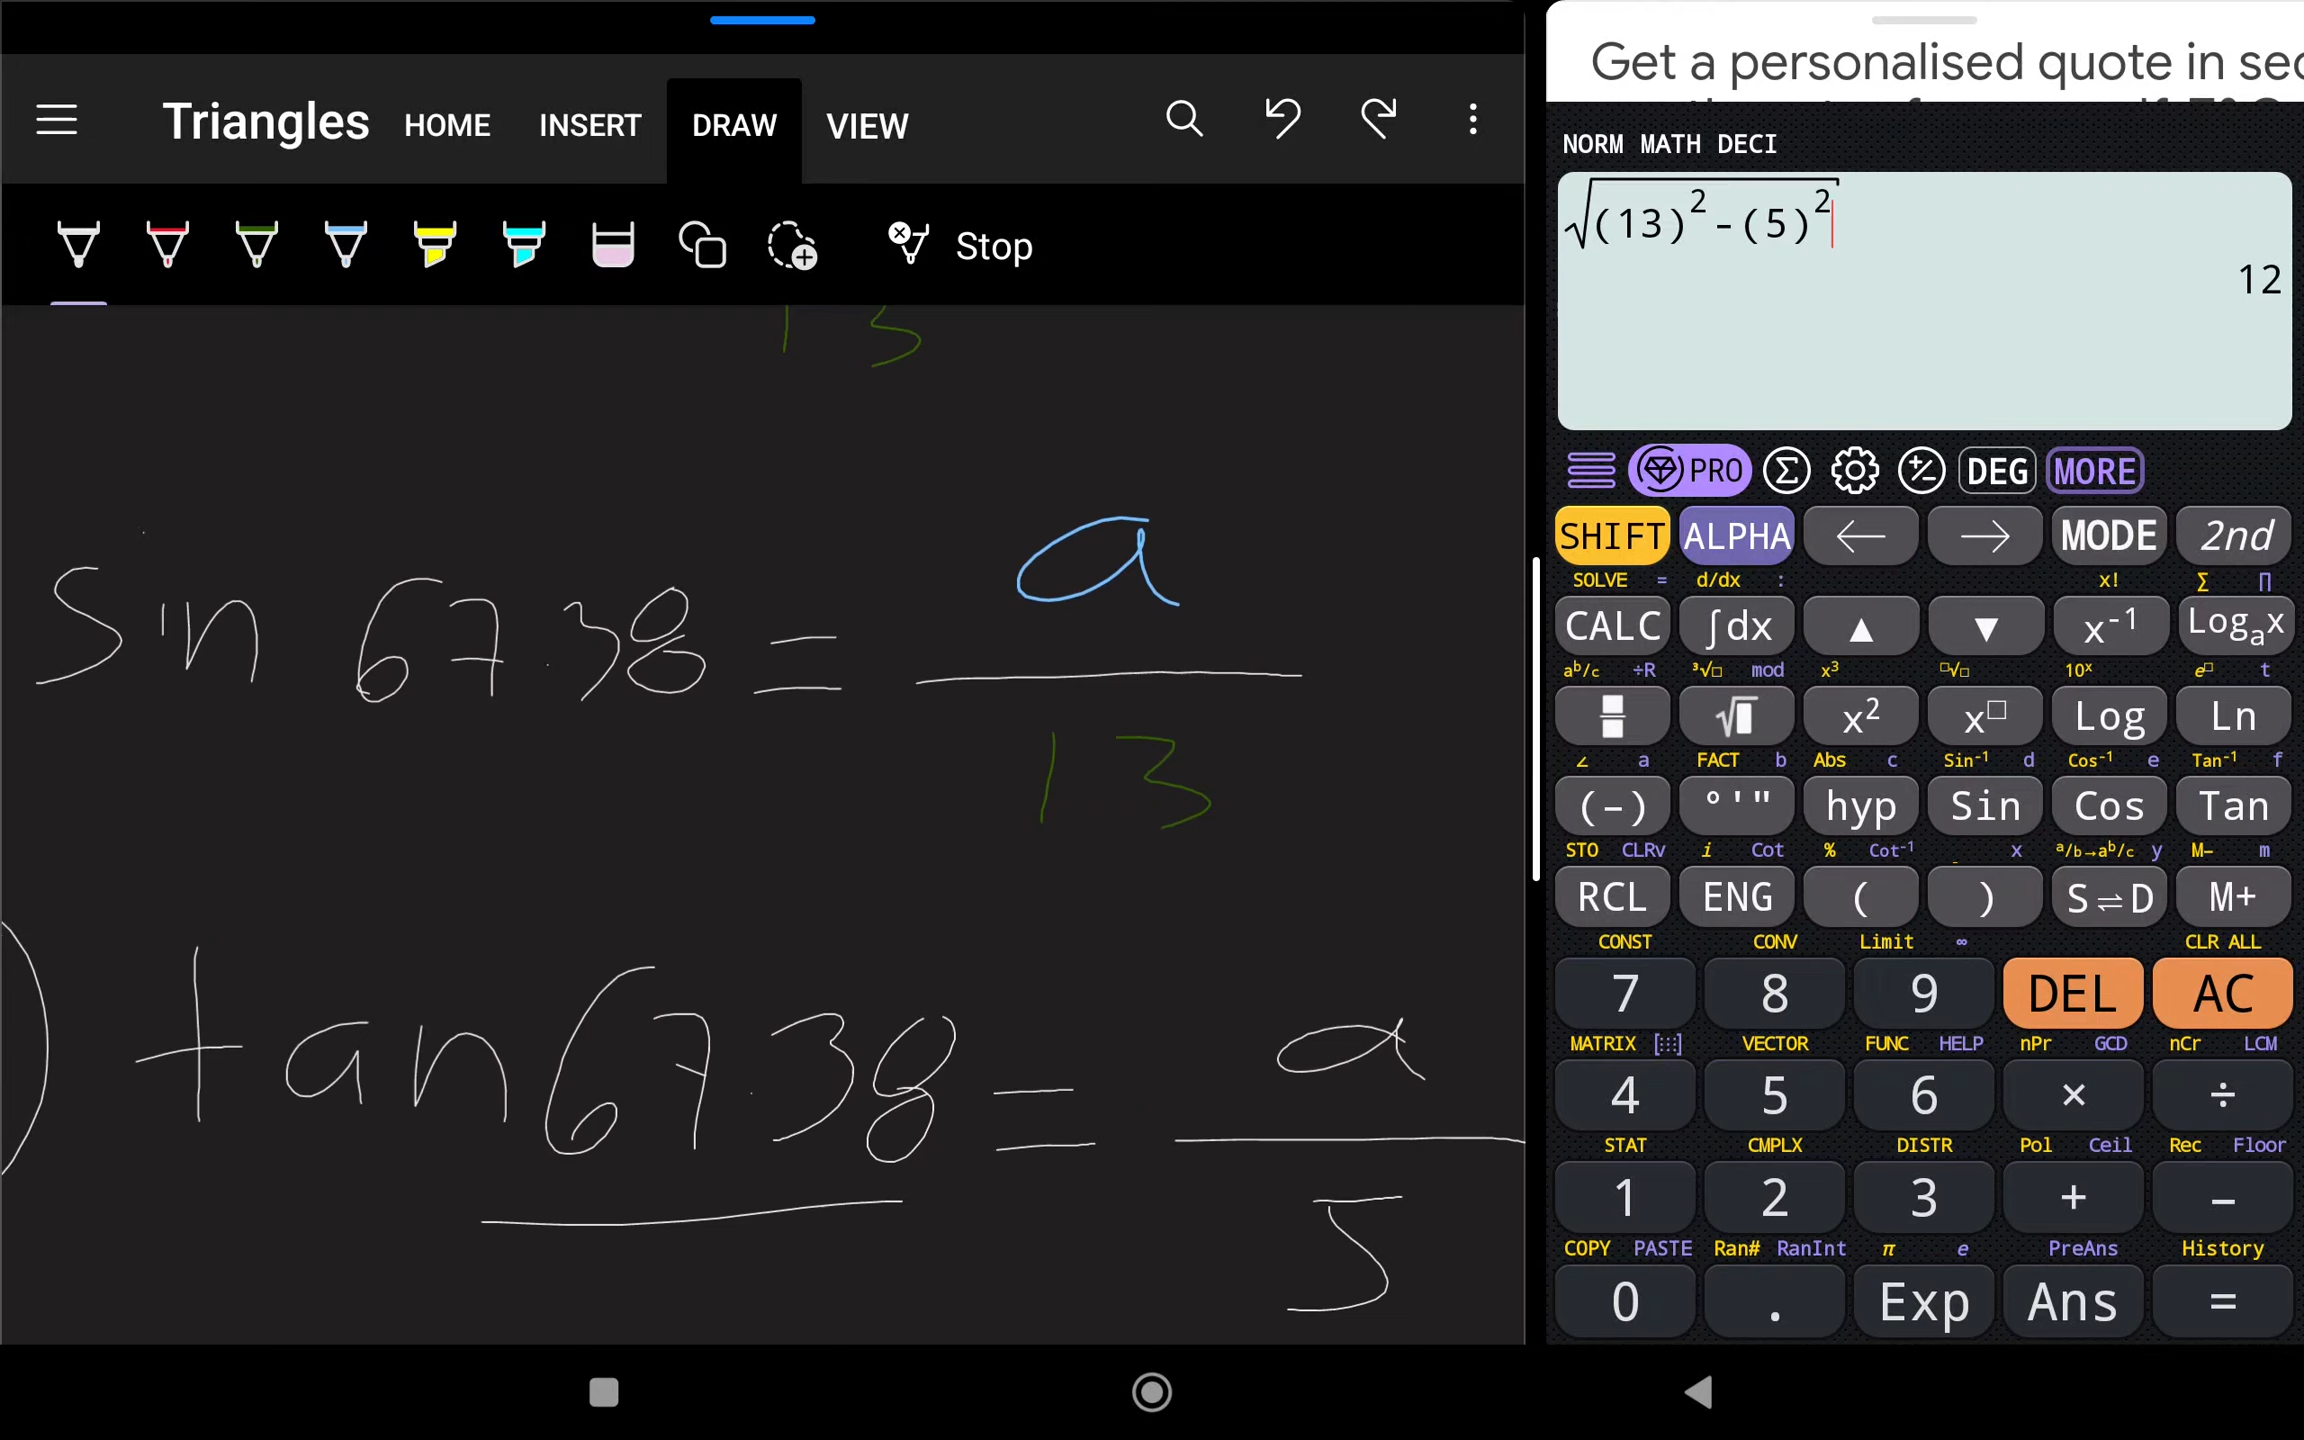 Get a personalised quote in sec
Triangles HOME INSERT DRAW VIEW
Stop
NORM MATH DECI
√(13)²-(5)²
12
13
Sin 67.38 = a/13
tan 67.38 = a/5
PRO Σ DEG MORE
SHIFT ALPHA ← → MODE 2nd
SOLVE = d/dx : x! Σ Π
CALC ∫dx ▲ ▼ x⁻¹ Logₐx
aᵇ/c ÷R ³√□ mod x³ □√□ 10ˣ e□ t
√ x² x□ Log Ln
∠ a FACT b Abs c Sin⁻¹ d Cos⁻¹ e Tan⁻¹ f
(-) °'" hyp Sin Cos Tan
STO CLRv i Cot % Cot⁻¹ x a/b→aᵇ/c y M- m
RCL ENG ( ) S⇌D M+
CONST CONV Limit ∞ CLR ALL
7 8 9 DEL AC
MATRIX VECTOR FUNC HELP nPr GCD nCr LCM
4 5 6 × ÷
STAT CMPLX DISTR Pol Ceil Rec Floor
1 2 3 + −
COPY PASTE Ran# RanInt π e PreAns History
0 . Exp Ans =